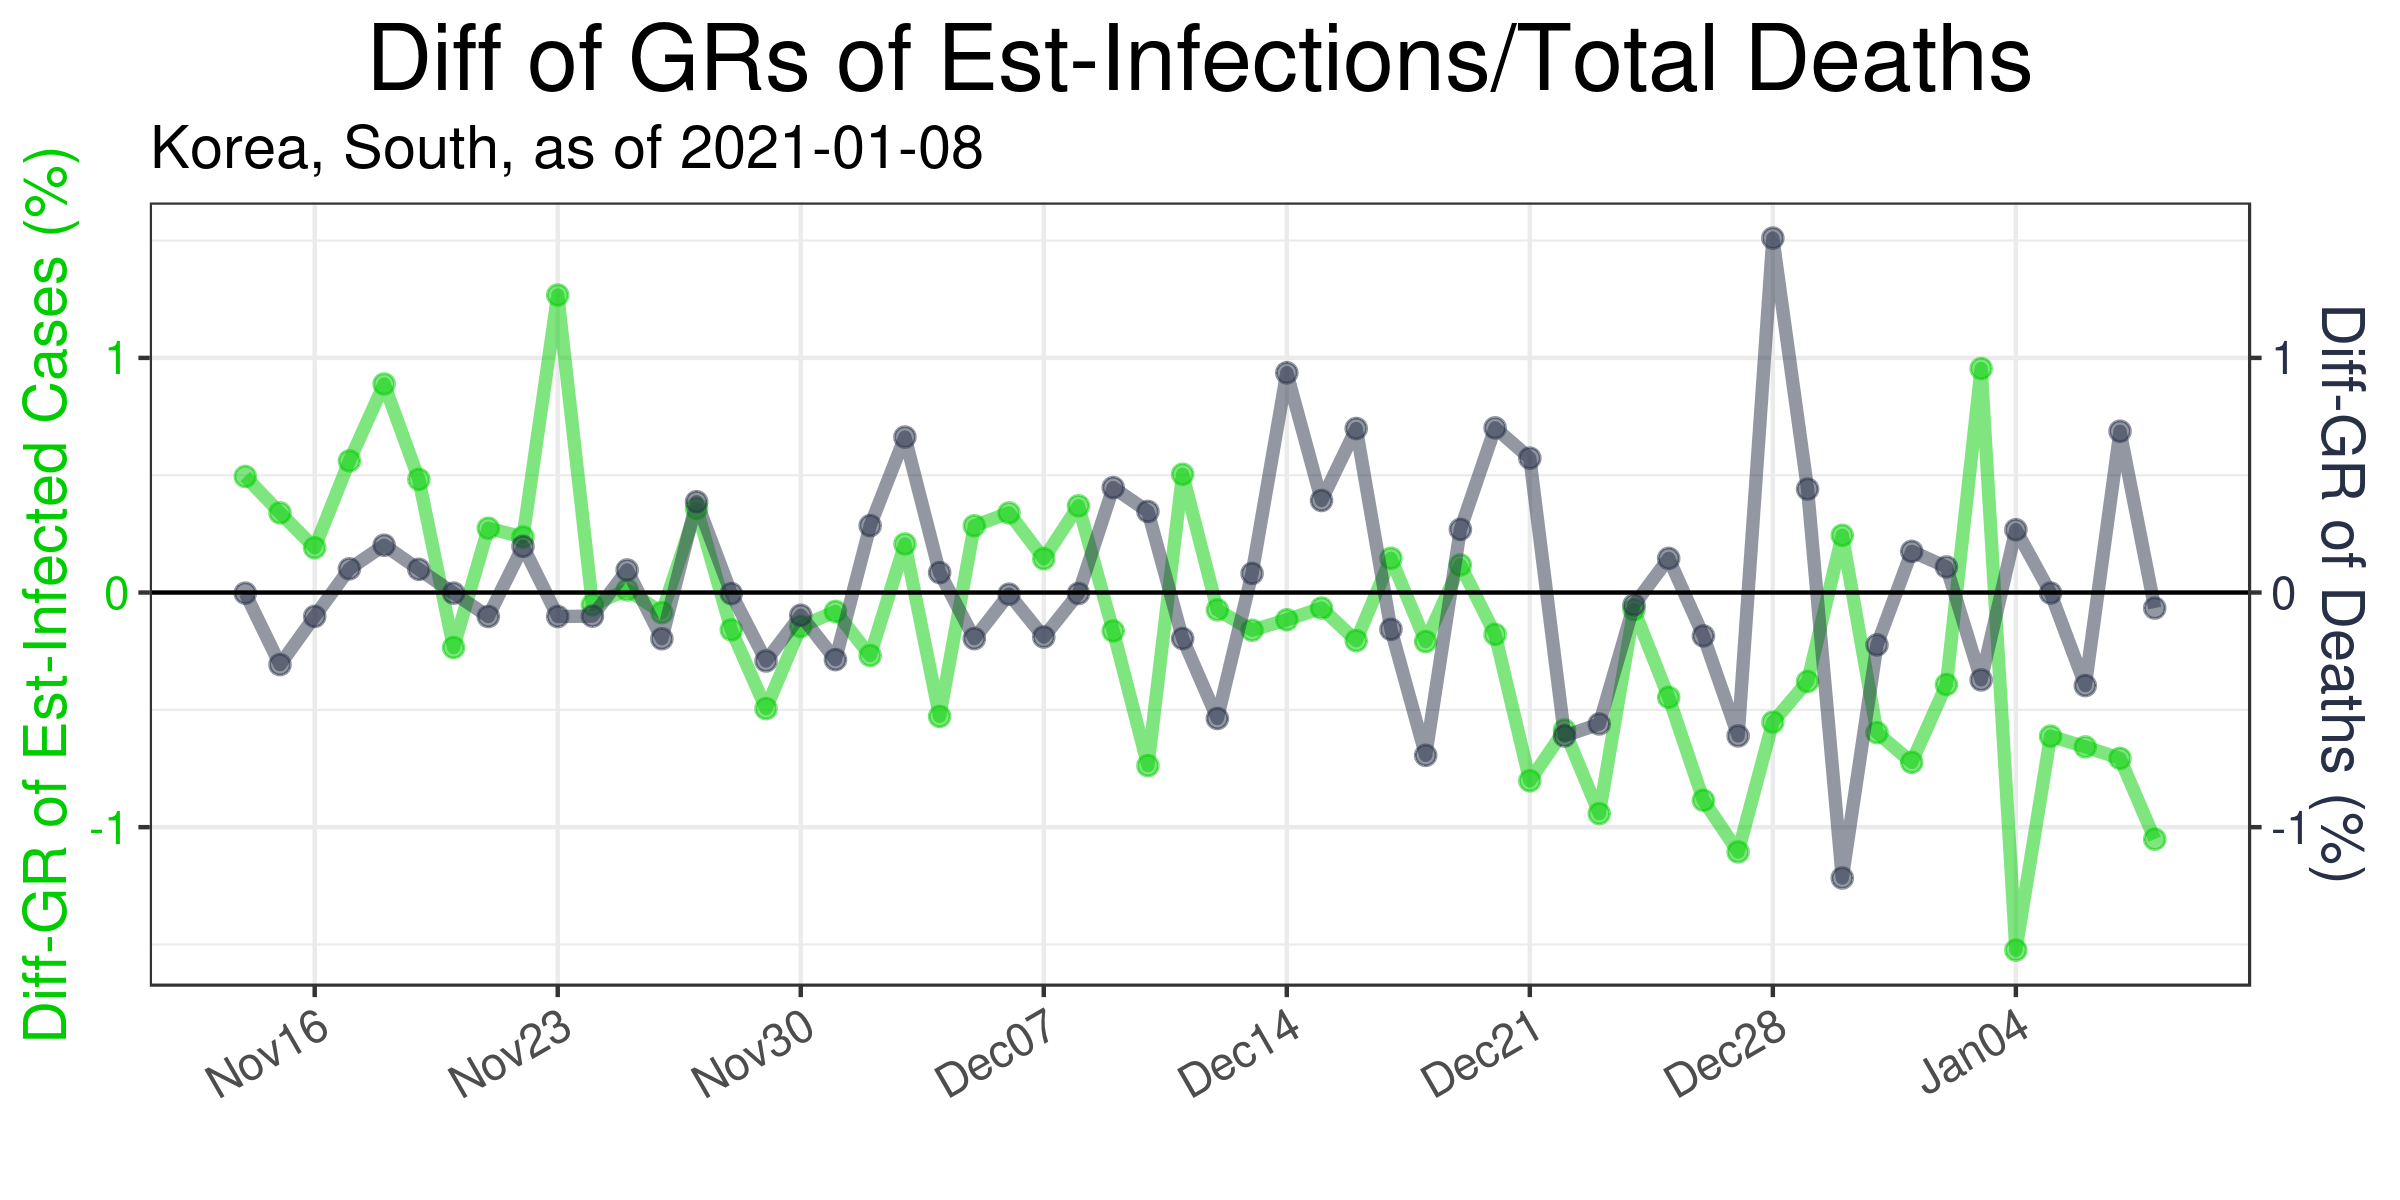 Diff of GRs of Est-Infections/Total Deaths
Korea, South, as of 2021-01-08
Diff-GR of Est-Infected Cases (%)
1
0
-1
1
0
-1
Diff-GR of Deaths (%)
Nov16
Nov23
Nov30
Dec07
Dec14
Dec21
Dec28
Jan04